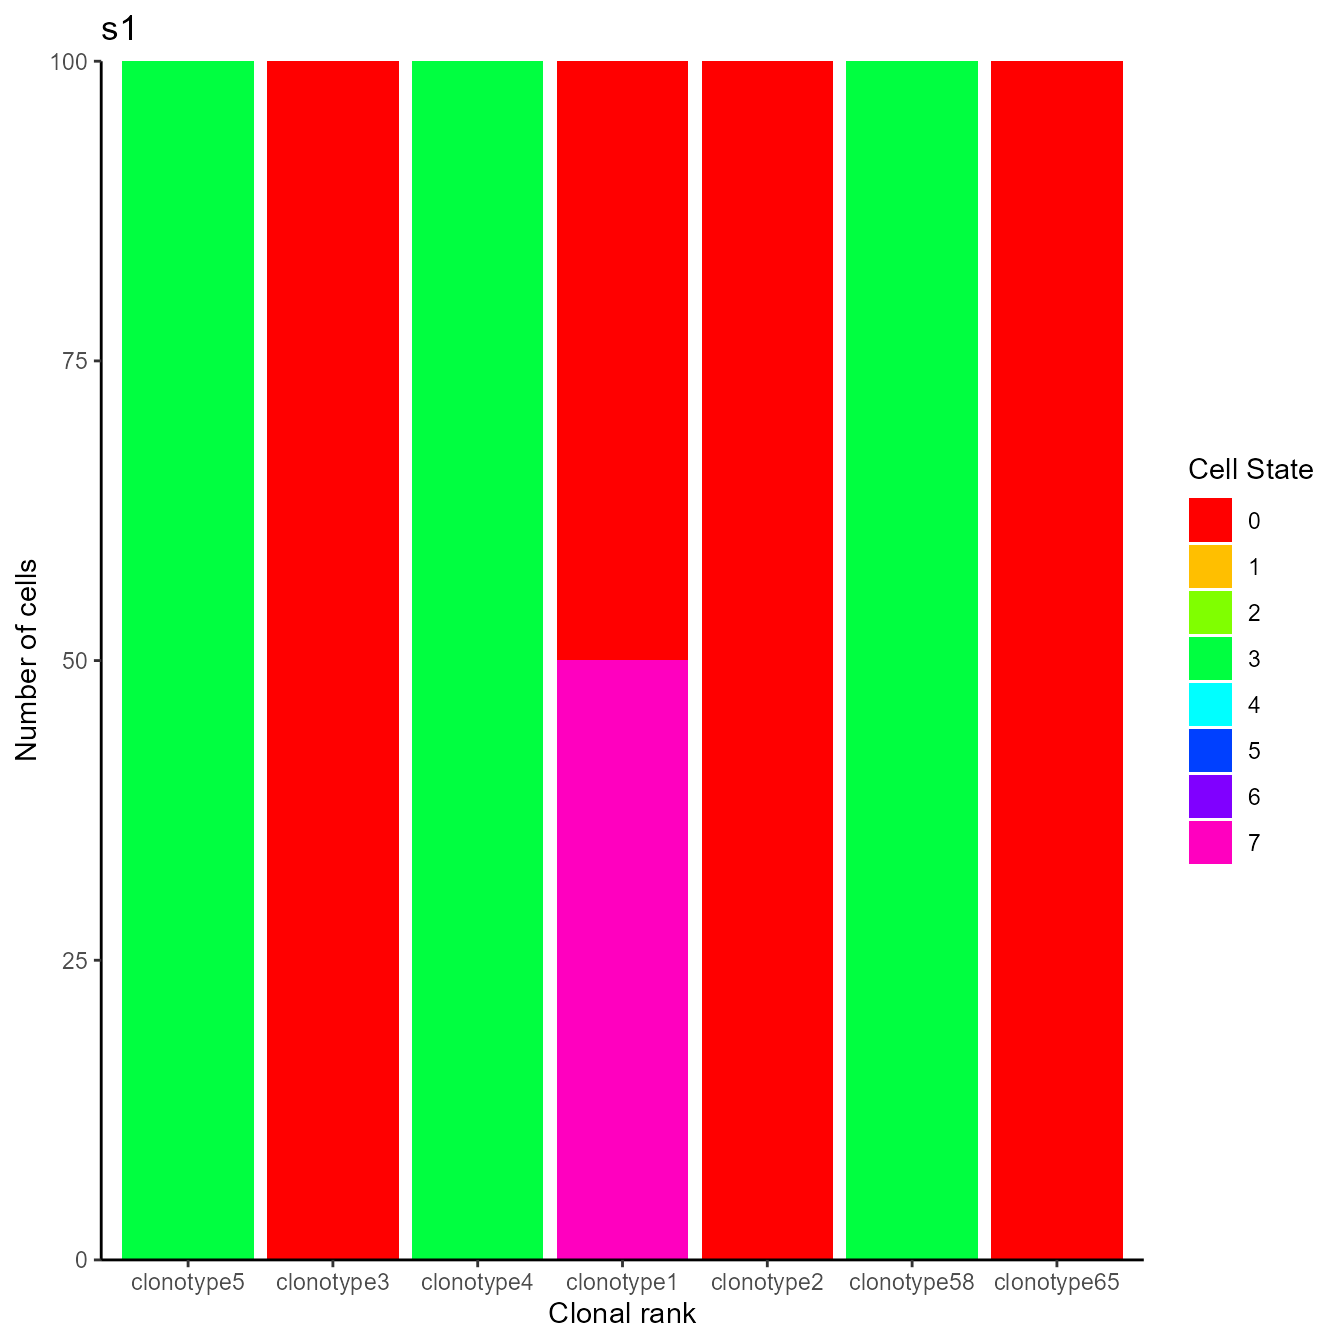 s1
100
75
50
25
0
Number of cells
clonotype5 clonotype3 clonotype4 clonotype1 clonotype2 clonotype58 clonotype65
Clonal rank
Cell State
0
1
2
3
4
5
6
7